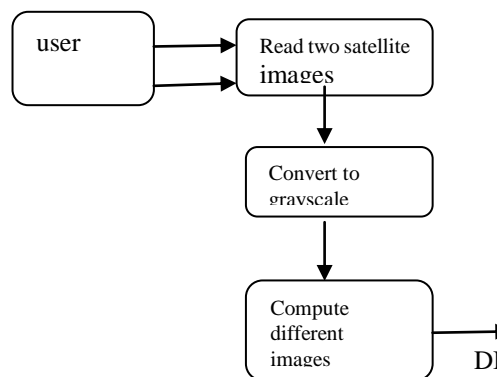 user
Read two satellite
images
Convert to
grayscale
Compute
different
images